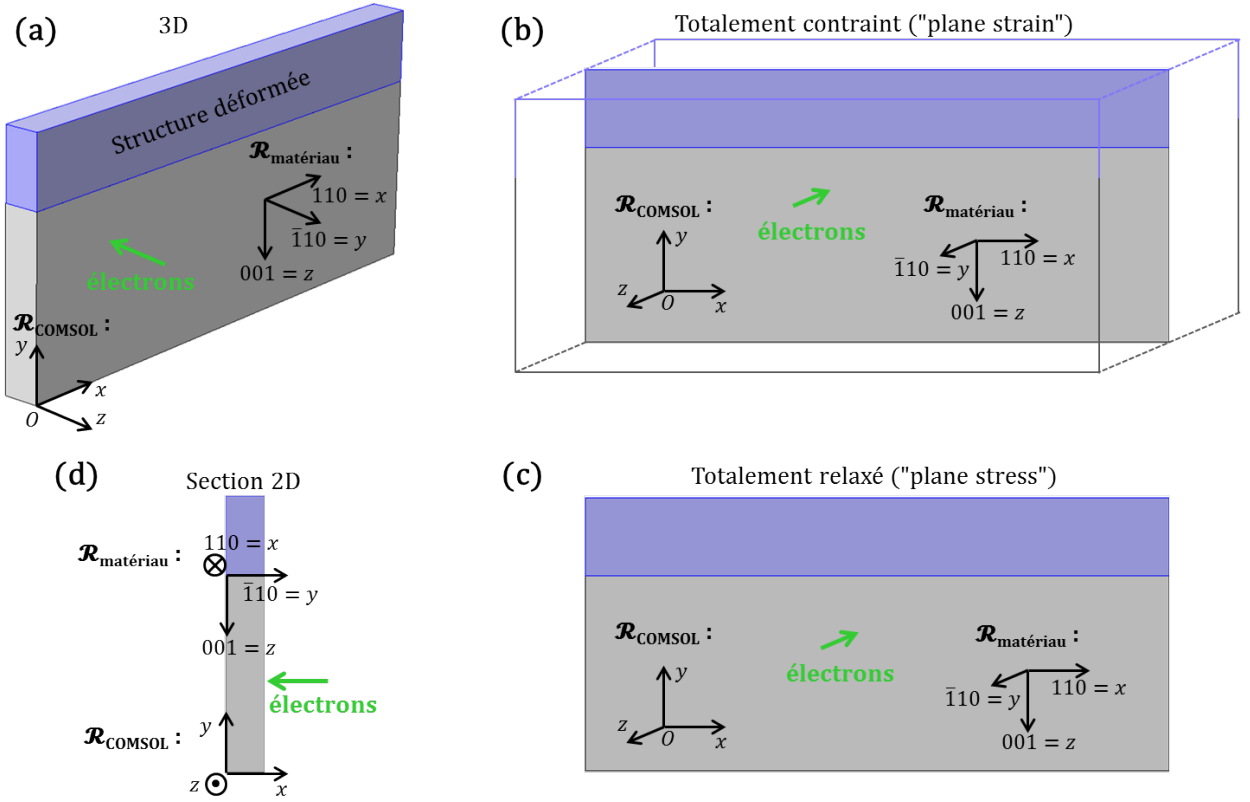 (a)
3D
Structure déformée
ℛmatériau :
110 = x
1̅10 = y
001 = z
électrons
ℛCOMSOL :
y
x
O
z
(b)
Totalement contraint ("plane strain")
ℛCOMSOL :
y
z
O
x
électrons
ℛmatériau :
1̅10 = y
110 = x
001 = z
(d)
Section 2D
ℛmatériau :
110 = x
1̅10 = y
001 = z
électrons
ℛCOMSOL :
y
z
x
(c)
Totalement relaxé ("plane stress")
ℛCOMSOL :
y
z
O
x
électrons
ℛmatériau :
1̅10 = y
110 = x
001 = z